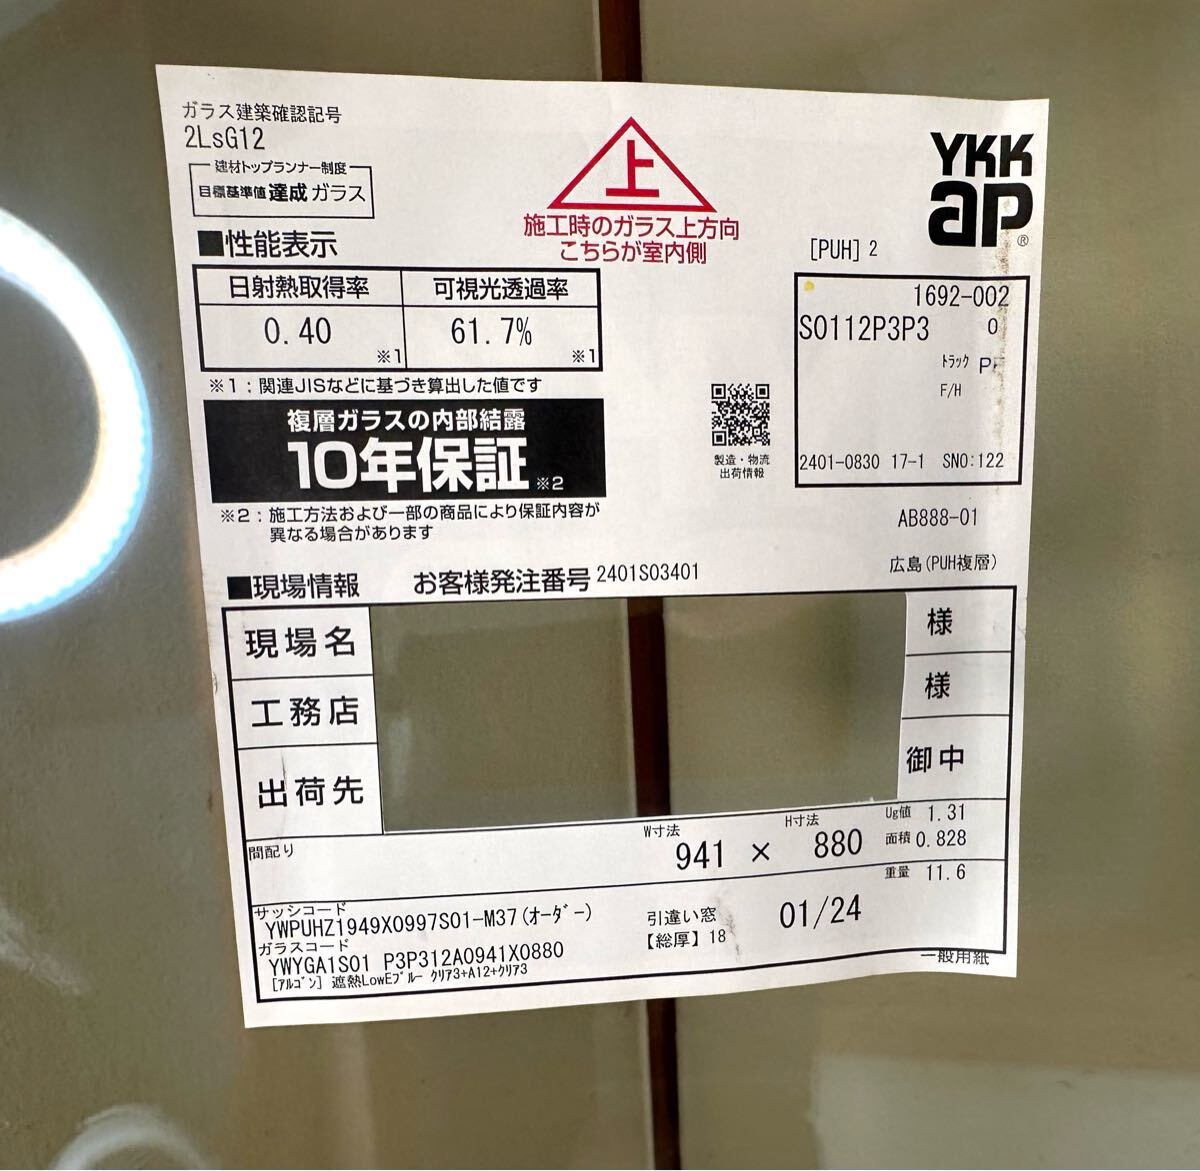 ガラス建築確認記号
2LsG12
建材トップランナー制度
目標基準値 達成 ガラス
上
施工時のガラス上方向
こちらが室内側
YKK
ap®
■性能表示
日射熱取得率 可視光透過率
0.40 ※1 61.7% ※1
※1：関連JISなどに基づき算出した値です
複層ガラスの内部結露
10年保証 ※2
※2：施工方法および一部の商品により保証内容が
異なる場合があります
製造・物流
出荷情報
[PUH] 2
1692-002
S0112P3P3 0
ﾄﾗｯｸ
F/H
2401-0830 17-1 SNO:122
AB888-01
広島(PUH複層)
■現場情報 お客様発注番号 2401S03401
現場名 様
工務店 様
出荷先 御中
間配り
W寸法 H寸法
941 × 880
Ug値 1.31
面積 0.828
重量 11.6
サッシコード
YWPUHZ1949X0997S01-M37(ｵｰﾀﾞｰ)
ガラスコード
YWYGA1S01 P3P312A0941X0880
[ｱﾙｺﾞﾝ] 遮熱LowEﾌﾞﾙｰ ｸﾘｱ3+A12+ｸﾘｱ3
引違い窓
【総厚】18
01/24
一般用紙